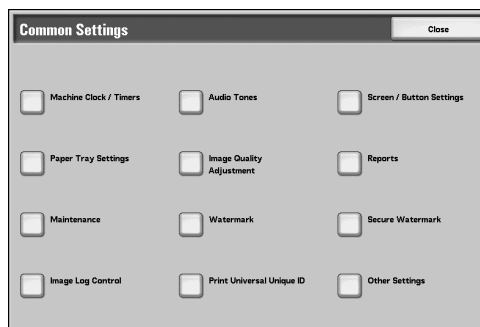 Common Settings
Close
Machine Clock / Timers
Audio Tones
Screen / Button Settings
Paper Tray Settings
Image Quality
Adjustment
Reports
Maintenance
Watermark
Secure Watermark
Image Log Control
Print Universal Unique ID
Other Settings